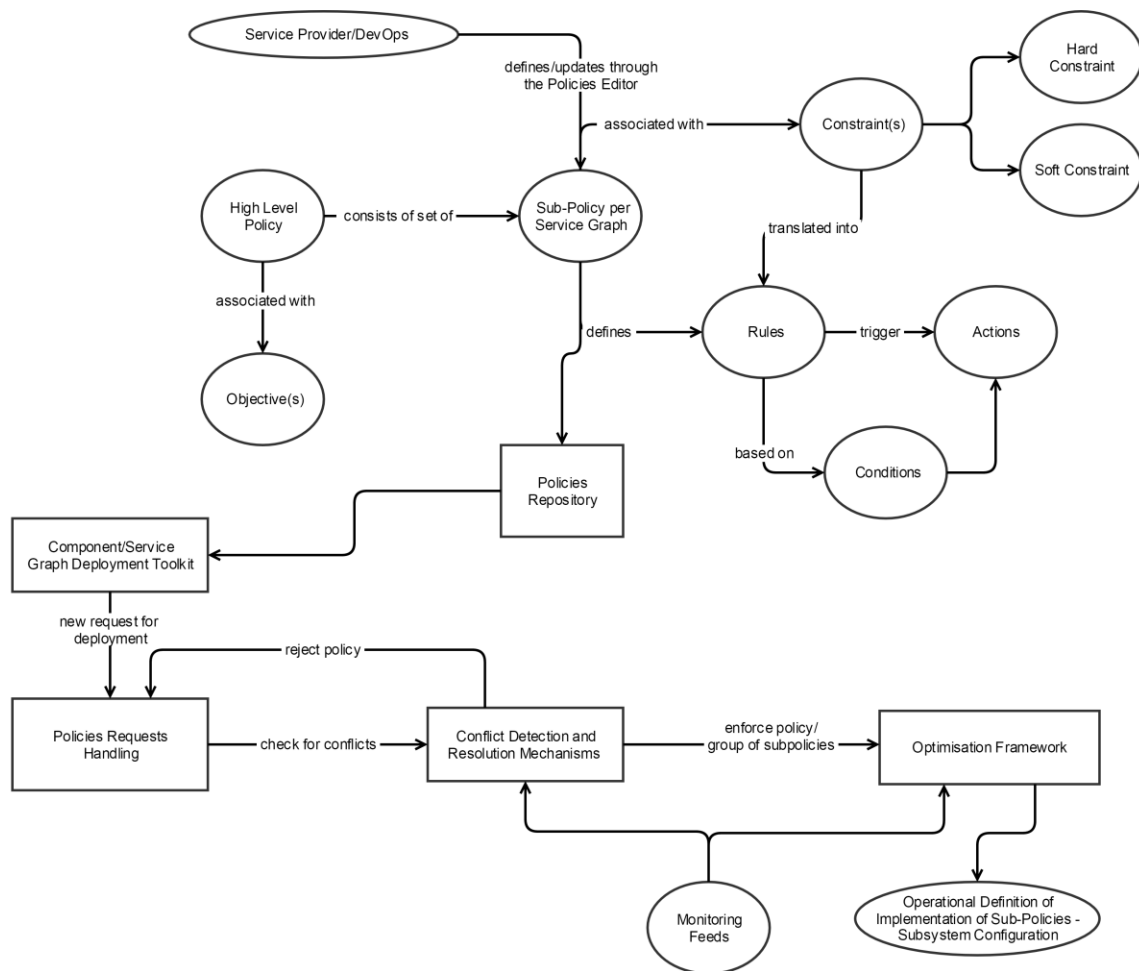 Service Provider/DevOps
defines/updates through
the Policies Editor
Hard
Constraint
associated with
Constraint(s)
Soft Constraint
High Level
Policy
consists of set of
Sub-Policy per
Service Graph
translated into
associated with
defines
Rules
trigger
Actions
Objective(s)
based on
Conditions
Policies
Repository
Component/Service
Graph Deployment Toolkit
new request for
deployment
reject policy
Policies Requests
Handling
check for conflicts
Conflict Detection and
Resolution Mechanisms
enforce policy/
group of subpolicies
Optimisation Framework
Monitoring
Feeds
Operational Definition of
Implementation of Sub-Policies -
Subsystem Configuration